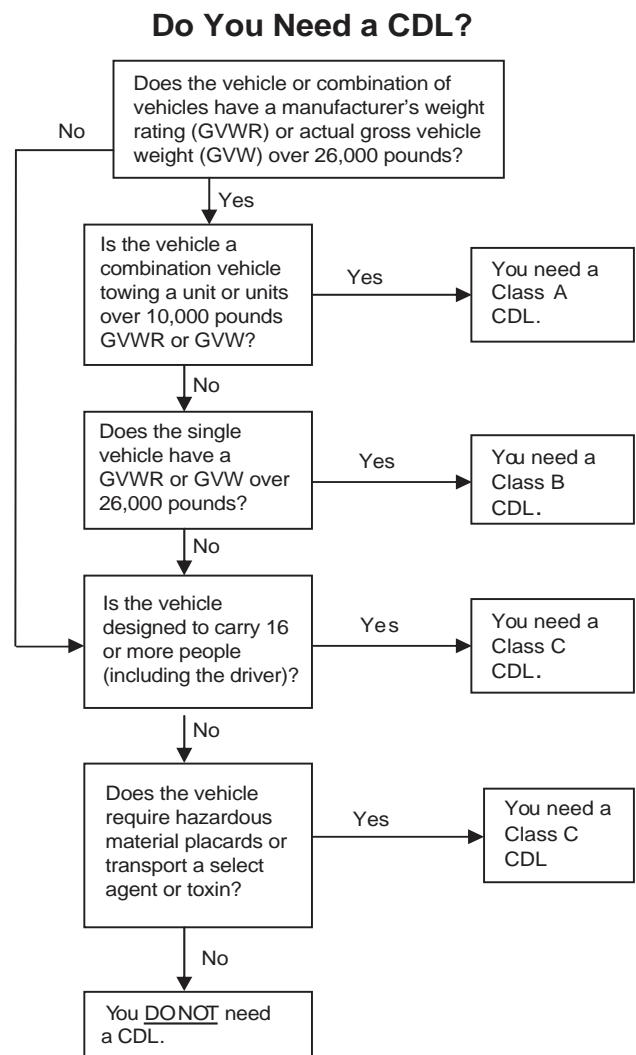 Do You Need a CDL?
Does the vehicle or combination of
vehicles have a manufacturer's weight
rating (GVWR) or actual gross vehicle
weight (GVW) over 26,000 pounds?
No
Yes
Is the vehicle a
combination vehicle
towing a unit or units
over 10,000 pounds
GVWR or GVW?
Yes
You need a
Class A
CDL.
No
Does the single
vehicle have a
GVWR or GVW over
26,000 pounds?
Yes
You need a
Class B
CDL.
No
Is the vehicle
designed to carry 16
or more people
(including the driver)?
Yes
You need a
Class C
CDL.
No
Does the vehicle
require hazardous
material placards or
transport a select
agent or toxin?
Yes
You need a
Class C
CDL
No
You DO NOT need
a CDL.